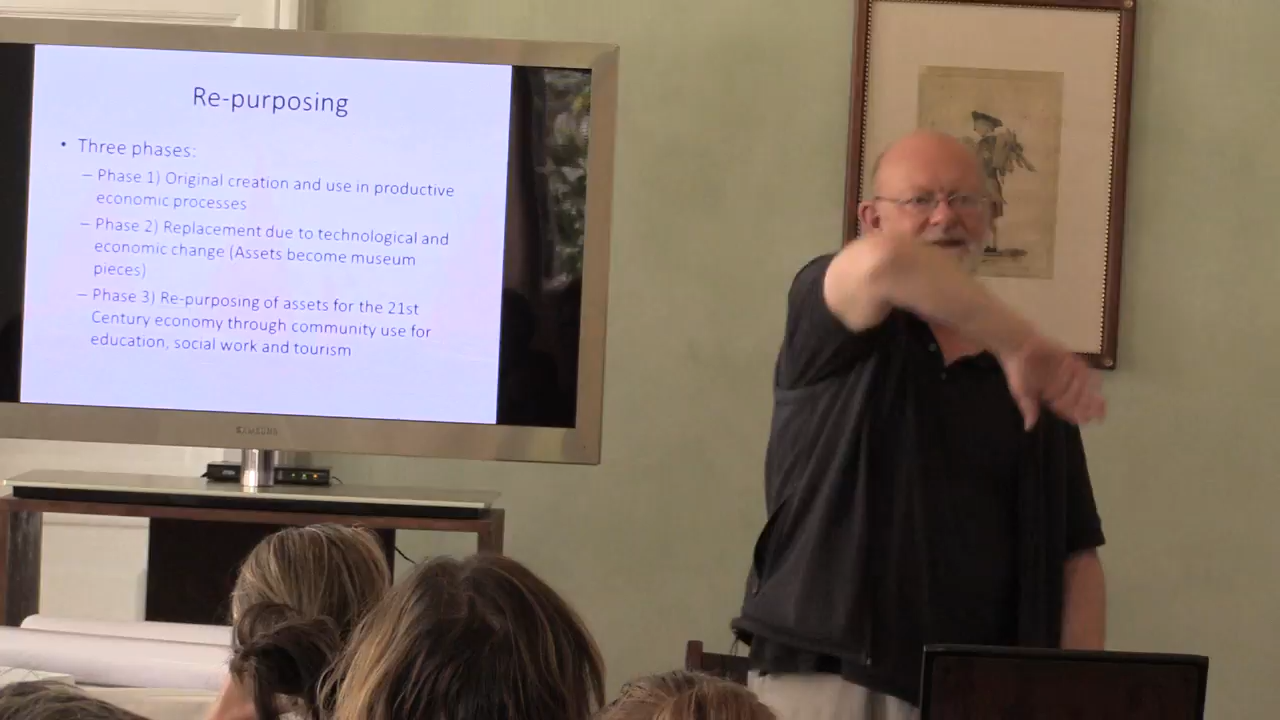 Re-purposing
• Three phases:
– Phase 1) Original creation and use in productive
economic processes
– Phase 2) Replacement due to technological and
economic change (Assets become museum
pieces)
– Phase 3) Re-purposing of assets for the 21st
Century economy through community use for
education, social work and tourism